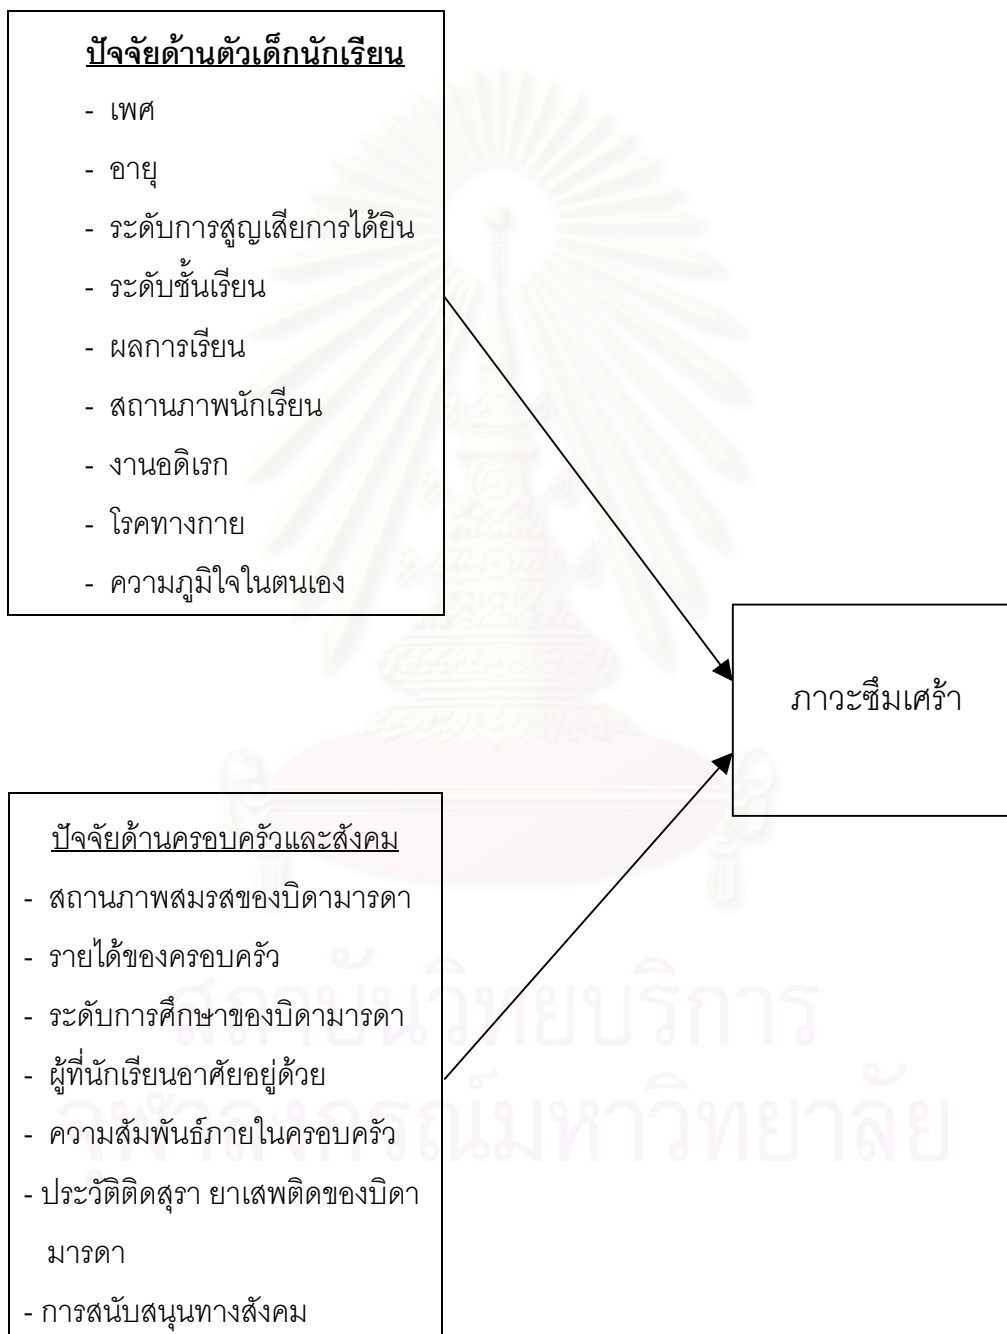 ปัจจัยด้านตัวเด็กนักเรียน
- เพศ
- อายุ
- ระดับการสูญเสียการได้ยิน
- ระดับชั้นเรียน
- ผลการเรียน
- สถานภาพนักเรียน
- งานอดิเรก
- โรคทางกาย
- ความภูมิใจในตนเอง
ภาวะซึมเศร้า
ปัจจัยด้านครอบครัวและสังคม
- สถานภาพสมรสของบิดามารดา
- รายได้ของครอบครัว
- ระดับการศึกษาของบิดามารดา
- ผู้ที่นักเรียนอาศัยอยู่ด้วย
- ความสัมพันธ์ภายในครอบครัว
- ประวัติติดสุรา ยาเสพติดของบิดา
มารดา
- การสนับสนุนทางสังคม
สถาบันวิทยบริการ
จุฬาลงกรณ์มหาวิทยาลัย